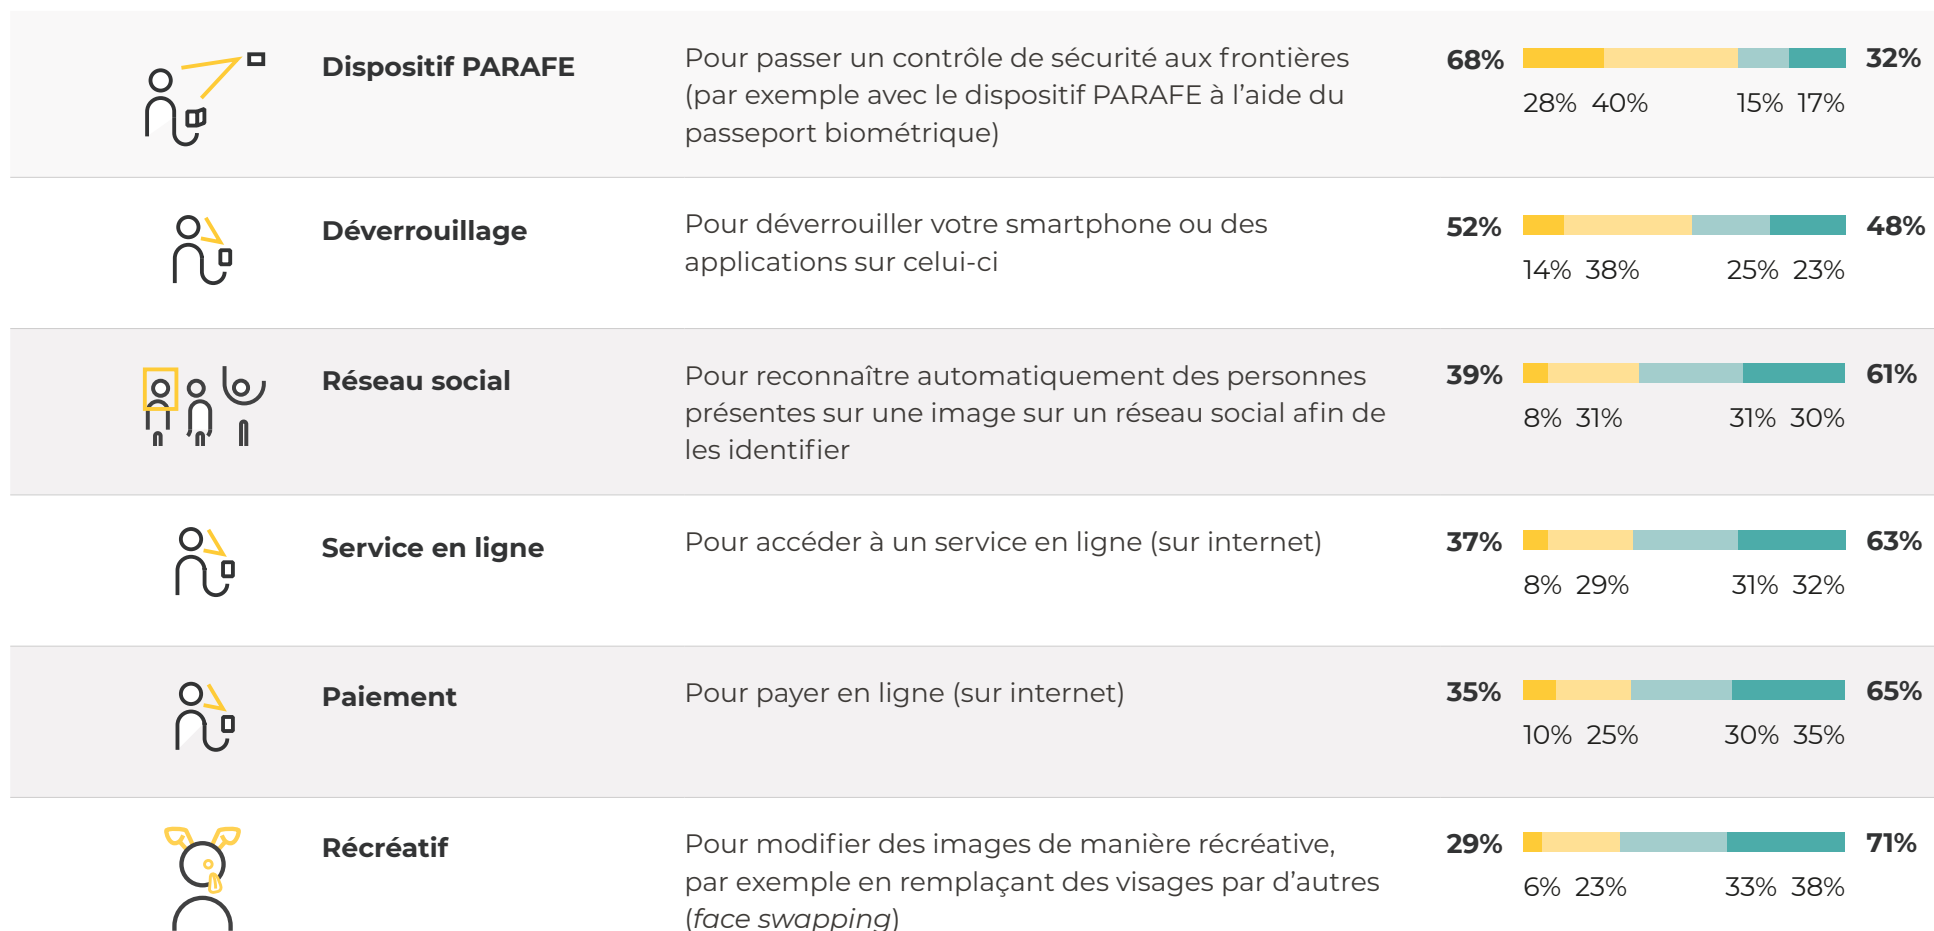 Dispositif PARAFE
Pour passer un contrôle de sécurité aux frontières
(par exemple avec le dispositif PARAFE à l’aide du
passeport biométrique)
68% 32%
28% 40% 15% 17%
Déverrouillage
Pour déverrouiller votre smartphone ou des
applications sur celui-ci
52% 48%
14% 38% 25% 23%
Réseau social
Pour reconnaître automatiquement des personnes
présentes sur une image sur un réseau social afin de
les identifier
39% 61%
8% 31% 31% 30%
Service en ligne
Pour accéder à un service en ligne (sur internet)
37% 63%
8% 29% 31% 32%
Paiement
Pour payer en ligne (sur internet)
35% 65%
10% 25% 30% 35%
Récréatif
Pour modifier des images de manière récréative,
par exemple en remplaçant des visages par d’autres
(face swapping)
29% 71%
6% 23% 33% 38%